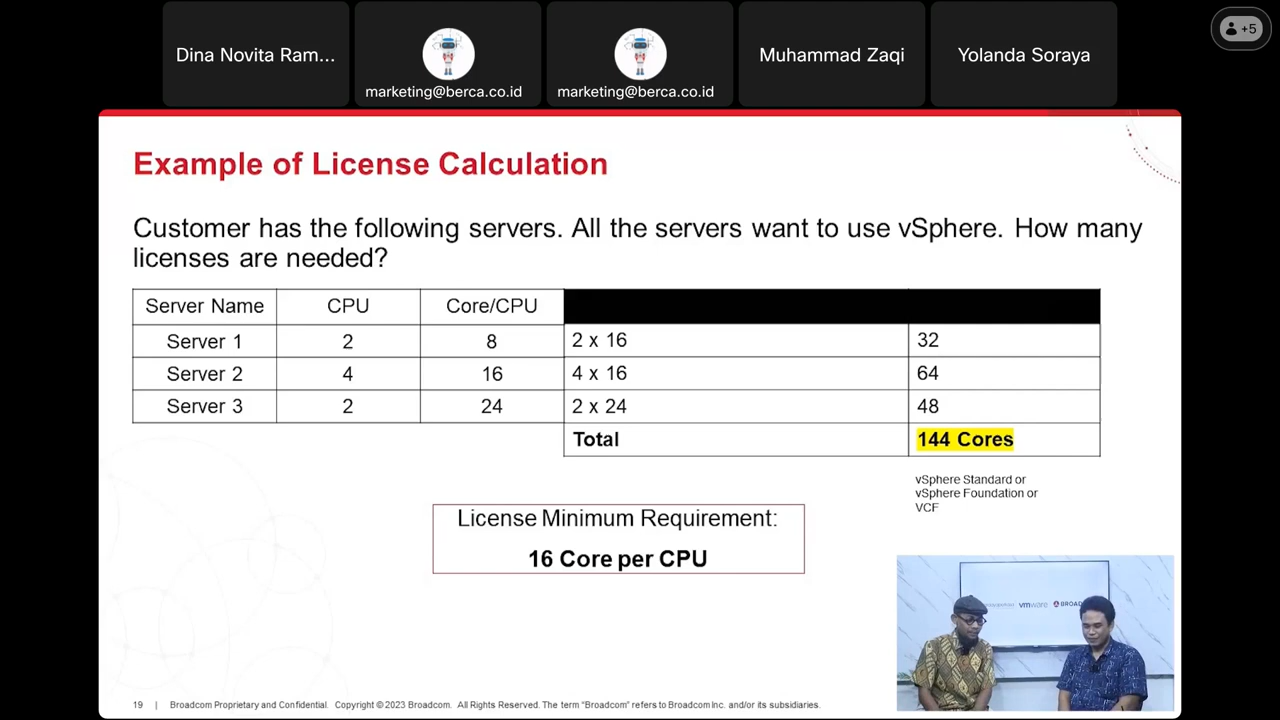 Dina Novita Ram...
marketing@berca.co.id
marketing@berca.co.id
Muhammad Zaqi
Yolanda Soraya
+5
Example of License Calculation
Customer has the following servers. All the servers want to use vSphere. How many
licenses are needed?
Server Name CPU Core/CPU
Server 1 2 8 2 x 16 32
Server 2 4 16 4 x 16 64
Server 3 2 24 2 x 24 48
Total 144 Cores
vSphere Standard or
vSphere Foundation or
VCF
License Minimum Requirement:
16 Core per CPU
vmware
19 | Broadcom Proprietary and Confidential. Copyright © 2023 Broadcom. All Rights Reserved. The term “Broadcom” refers to Broadcom Inc. and/or its subsidiaries.